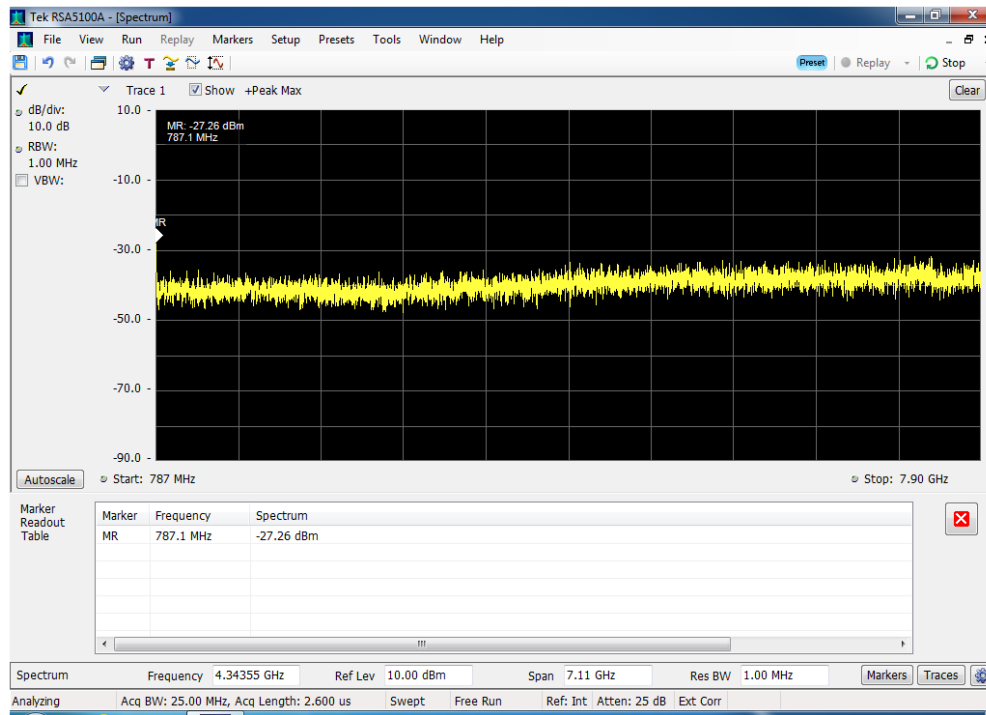 Tek RSA5100A - [Spectrum]
File View Run Replay Markers Setup Presets Tools Window Help
T Preset Replay Stop
Trace 1 Show +Peak Max Clear
dB/div:
10.0 dB
RBW:
1.00 MHz
VBW:
10.0
-10.0
-30.0
-50.0
-70.0
-90.0
MR: -27.26 dBm
787.1 MHz
Autoscale Start: 787 MHz Stop: 7.90 GHz
Marker
Readout
Table
Marker Frequency Spectrum
MR 787.1 MHz -27.26 dBm
Spectrum Frequency 4.34355 GHz Ref Lev 10.00 dBm Span 7.11 GHz Res BW 1.00 MHz Markers Traces
Analyzing Acq BW: 25.00 MHz, Acq Length: 2.600 us Swept Free Run Ref: Int Atten: 25 dB Ext Corr